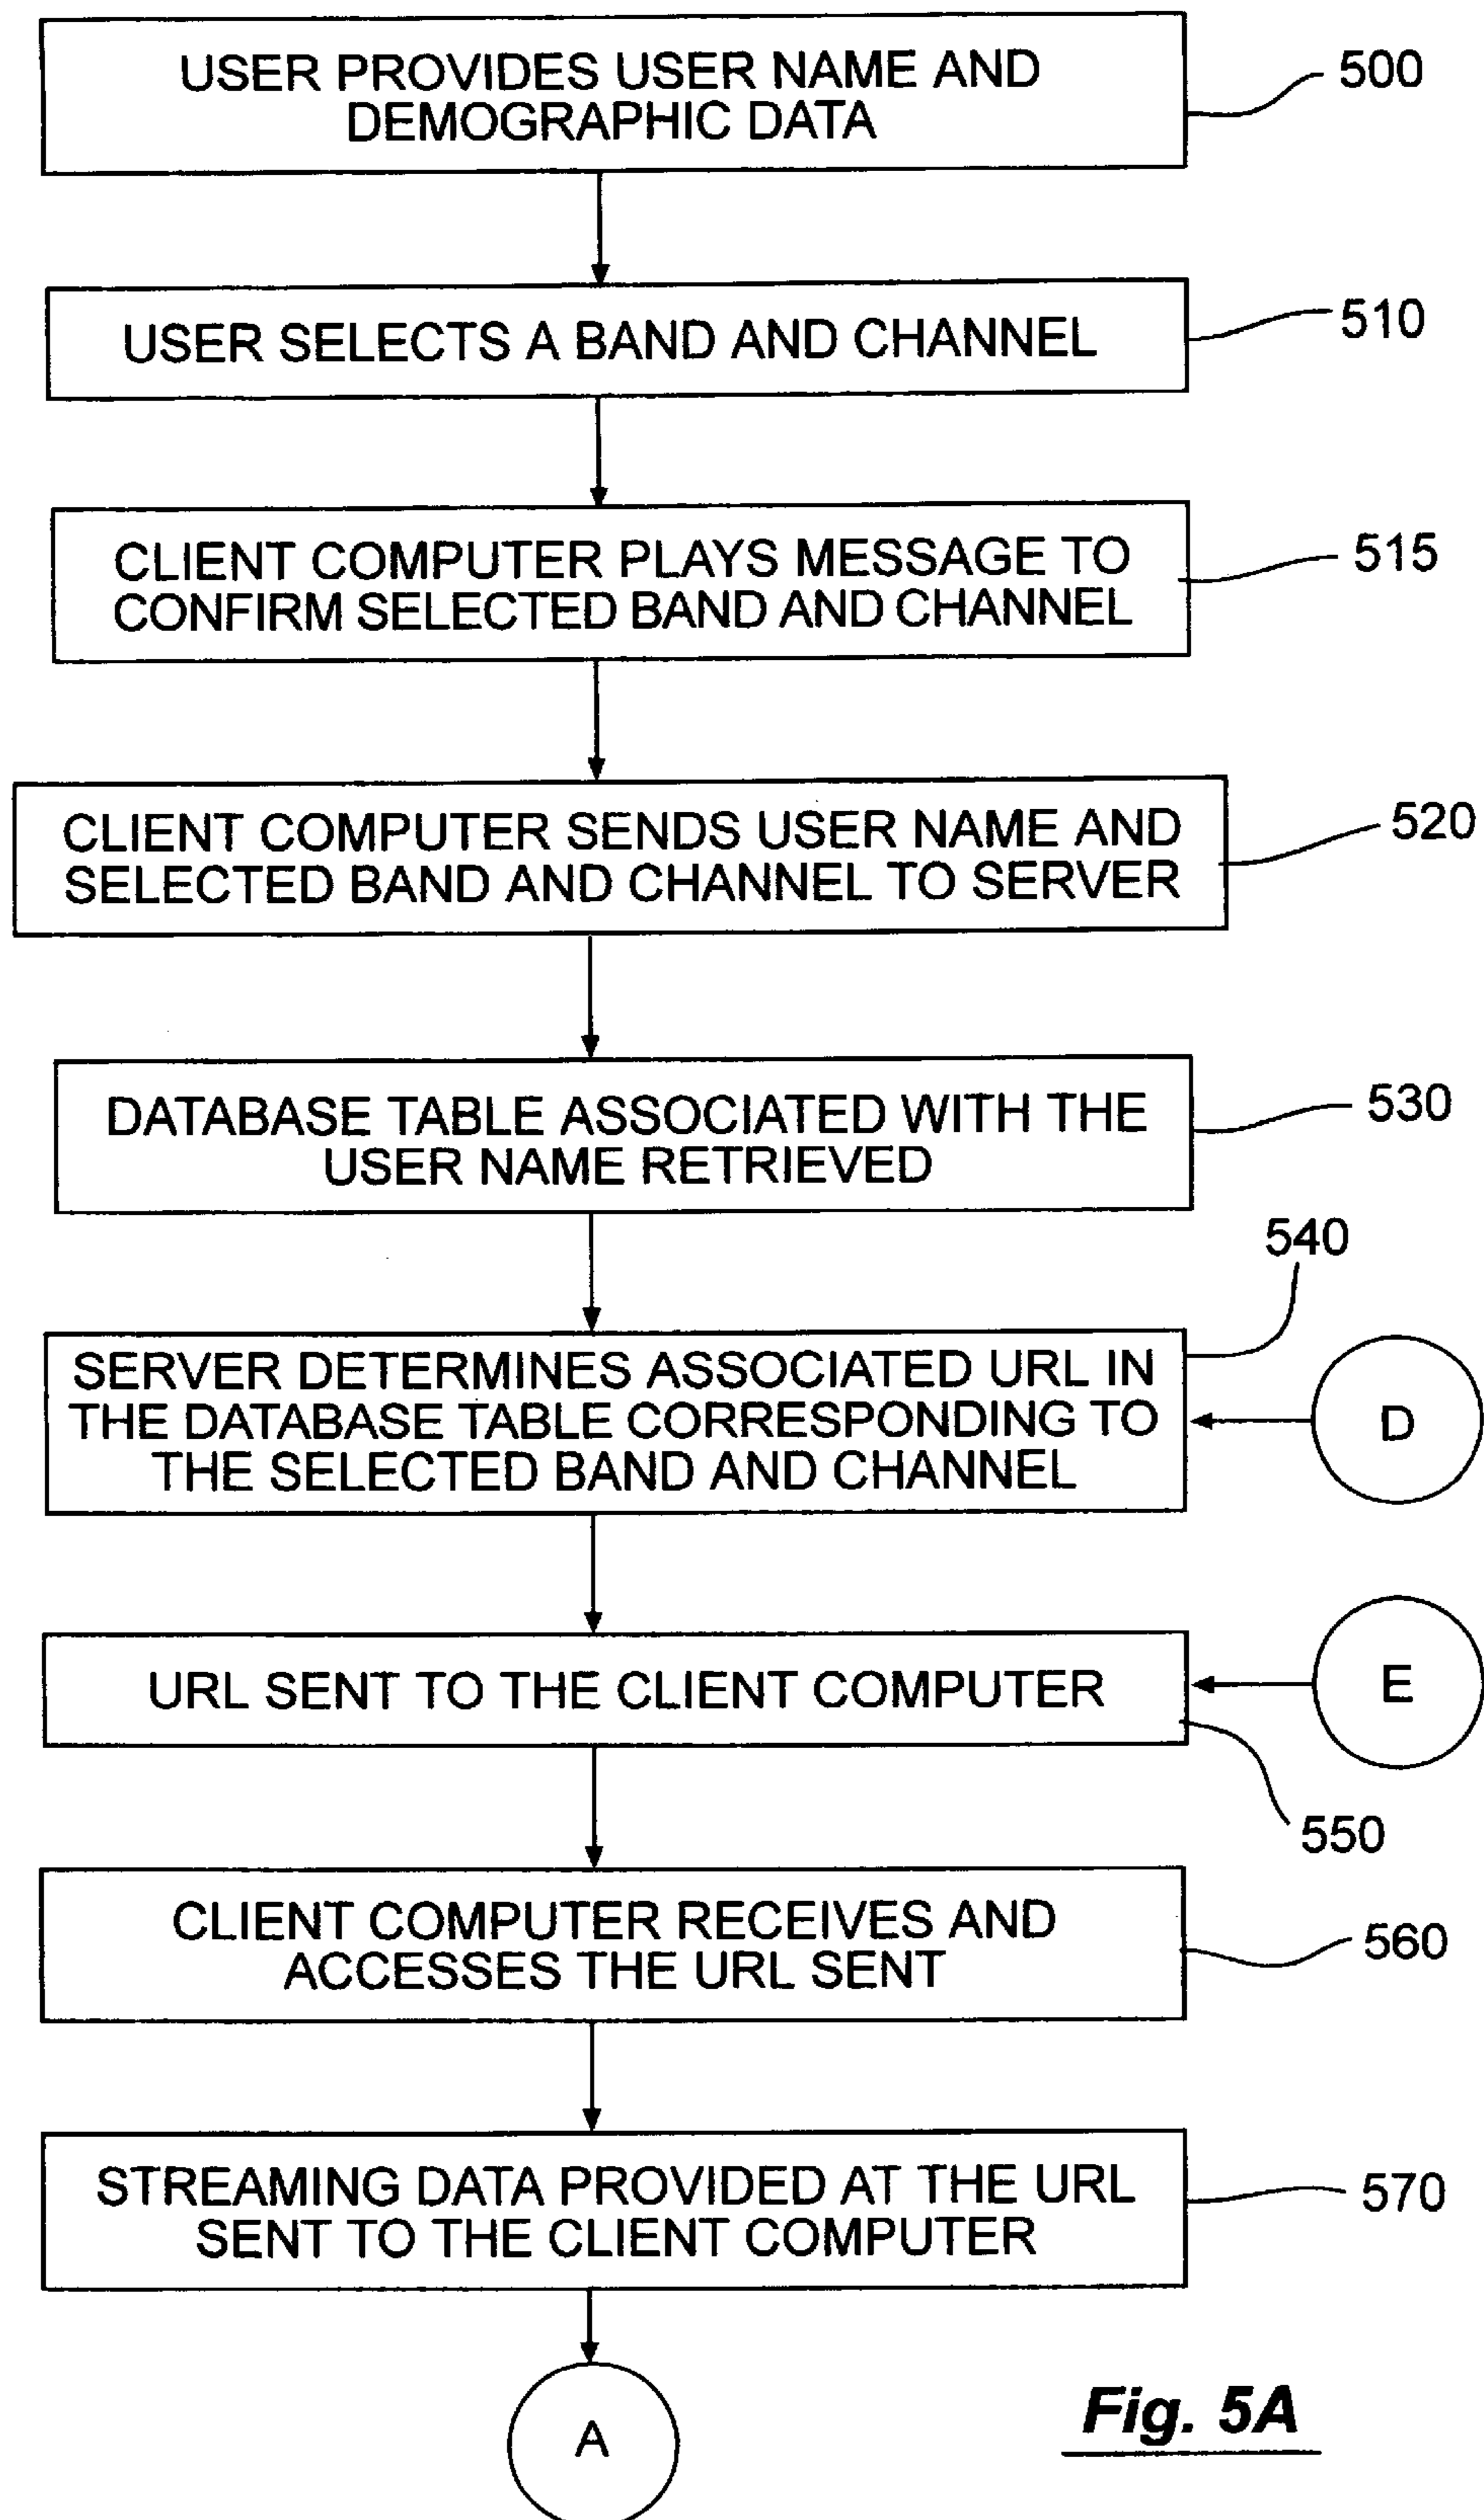 USER PROVIDES USER NAME AND
DEMOGRAPHIC DATA
500
USER SELECTS A BAND AND CHANNEL
510
CLIENT COMPUTER PLAYS MESSAGE TO
CONFIRM SELECTED BAND AND CHANNEL
515
CLIENT COMPUTER SENDS USER NAME AND
SELECTED BAND AND CHANNEL TO SERVER
520
DATABASE TABLE ASSOCIATED WITH THE
USER NAME RETRIEVED
530
540
SERVER DETERMINES ASSOCIATED URL IN
THE DATABASE TABLE CORRESPONDING TO
THE SELECTED BAND AND CHANNEL
D
URL SENT TO THE CLIENT COMPUTER
E
550
CLIENT COMPUTER RECEIVES AND
ACCESSES THE URL SENT
560
STREAMING DATA PROVIDED AT THE URL
SENT TO THE CLIENT COMPUTER
570
A
Fig. 5A